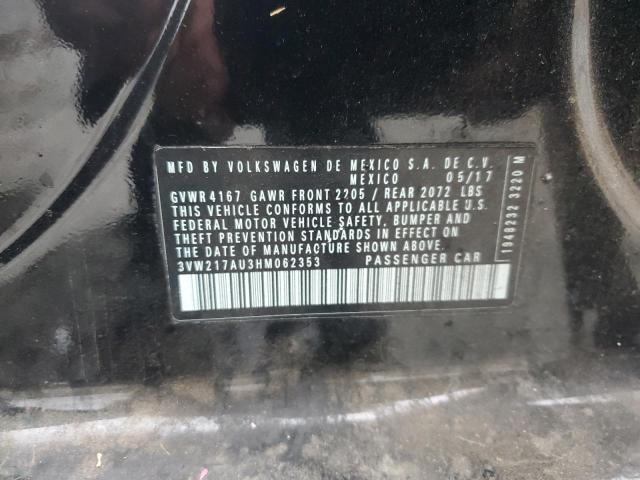 MFD BY VOLKSWAGEN DE MEXICO S.A. DE C.V.
MEXICO 05/17
GVWR 4167 GAWR FRONT 2205 / REAR 2072 LBS
THIS VEHICLE CONFORMS TO ALL APPLICABLE U.S.
FEDERAL MOTOR VEHICLE SAFETY, BUMPER AND
THEFT PREVENTION STANDARDS IN EFFECT ON
THE DATE OF MANUFACTURE SHOWN ABOVE.
3VW217AU3HM062353 PASSENGER CAR
1948232 3220 M